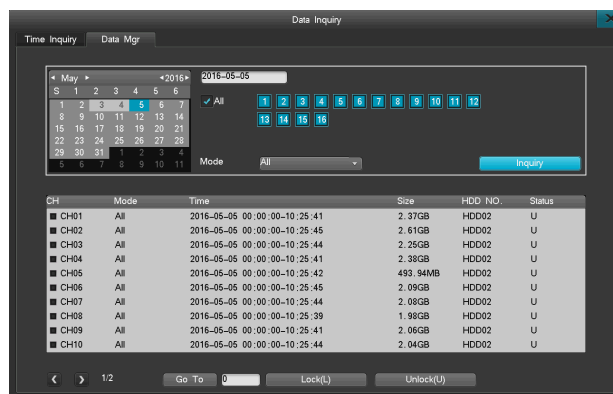 Data Inquiry
Time Inquiry Data Mgr
May 2016 2016-05-05
S 1 2 3 4 5 6
All 1 2 3 4 5 6 7 8 9 10 11 12
1 2 3 4 5 6 7
8 9 10 11 12 13 14 13 14 15 16
15 16 17 18 19 20 21
22 23 24 25 26 27 28
29 30 31 1 2 3 4
5 6 7 8 9 10 11 Mode All Inquiry
CH Mode Time Size HDD NO. Status
CH01 All 2016-05-05 00:00:00-10:25:41 2.37GB HDD02 U
CH02 All 2016-05-05 00:00:00-10:25:45 2.61GB HDD02 U
CH03 All 2016-05-05 00:00:00-10:25:44 2.25GB HDD02 U
CH04 All 2016-05-05 00:00:00-10:25:41 2.38GB HDD02 U
CH05 All 2016-05-05 00:00:00-10:25:42 493.94MB HDD02 U
CH06 All 2016-05-05 00:00:00-10:25:45 2.09GB HDD02 U
CH07 All 2016-05-05 00:00:00-10:25:44 2.08GB HDD02 U
CH08 All 2016-05-05 00:00:00-10:25:39 1.98GB HDD02 U
CH09 All 2016-05-05 00:00:00-10:25:41 2.06GB HDD02 U
CH10 All 2016-05-05 00:00:00-10:25:44 2.04GB HDD02 U
1/2 Go To 0 Lock(L) Unlock(U)